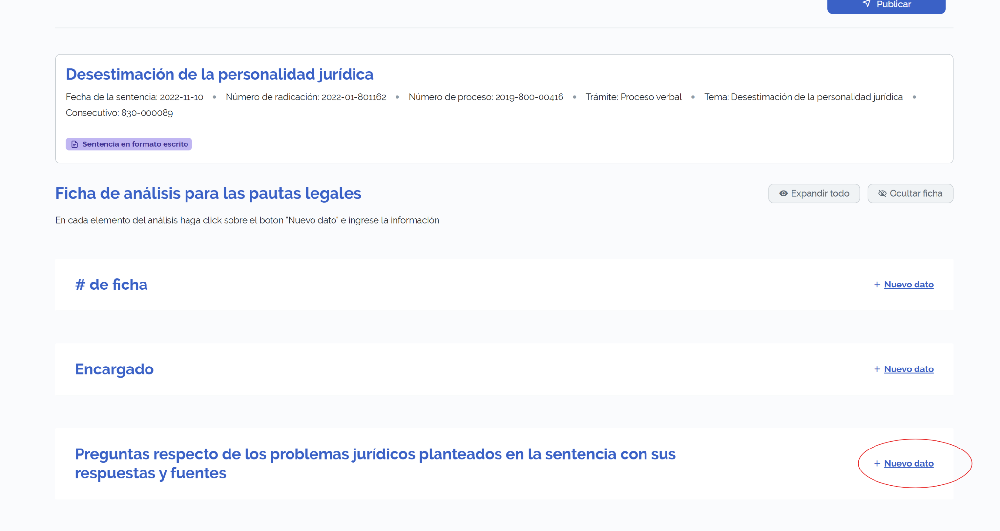 Publicar
Desestimación de la personalidad jurídica
Fecha de la sentencia: 2022-11-10 • Número de radicación: 2022-01-801162 • Número de proceso: 2019-800-00416 • Trámite: Proceso verbal • Tema: Desestimación de la personalidad jurídica •
Consecutivo: 830-000089
Sentencia en formato escrito
Ficha de análisis para las pautas legales
Expandir todo
Ocultar ficha
En cada elemento del análisis haga click sobre el boton "Nuevo dato" e ingrese la información
# de ficha
+ Nuevo dato
Encargado
+ Nuevo dato
Preguntas respecto de los problemas jurídicos planteados en la sentencia con sus
respuestas y fuentes
+ Nuevo dato